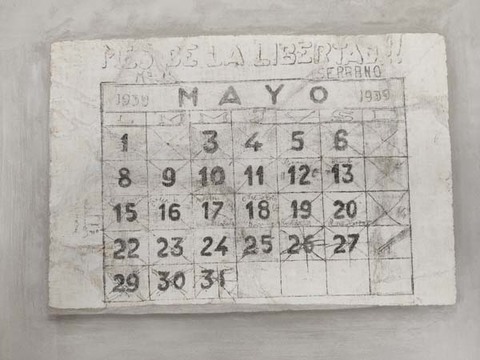 MES DE LA LIBERTAD!!
SERRANO
1939 MAYO 1939
L M M J V S
1 3 4 5 6
8 9 10 11 12 13
15 16 17 18 19 20
22 23 24 25 26 27
29 30 31